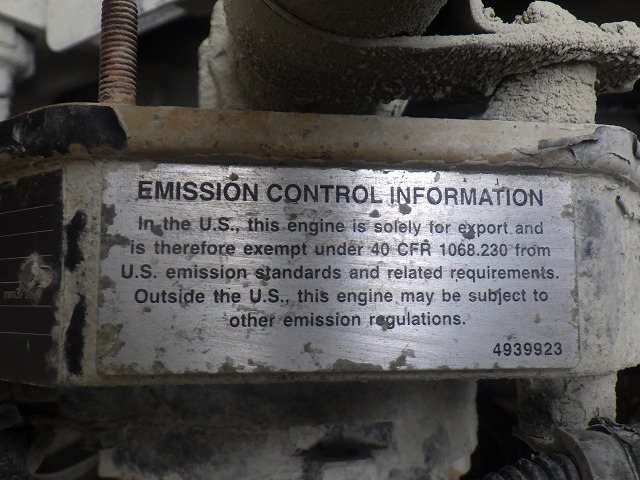 EMISSION CONTROL INFORMATION
In the U.S., this engine is solely for export and
is therefore exempt under 40 CFR 1068.230 from
U.S. emission standards and related requirements.
Outside the U.S., this engine may be subject to
other emission regulations.
4939923